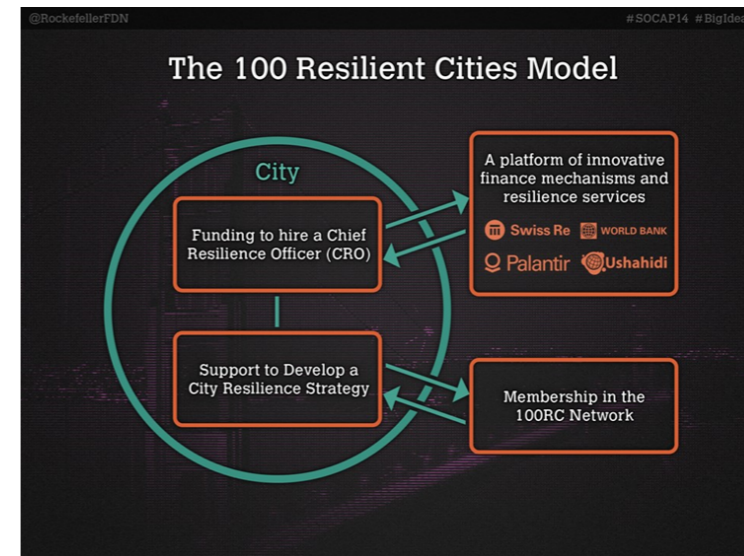 @RockefellerFDN
#SOCAP14 #BigIdea
The 100 Resilient Cities Model
City
Funding to hire a Chief
Resilience Officer (CRO)
A platform of innovative
finance mechanisms and
resilience services
Swiss Re
WORLD BANK
Palantir
Ushahidi
Support to Develop a
City Resilience Strategy
Membership in the
100RC Network